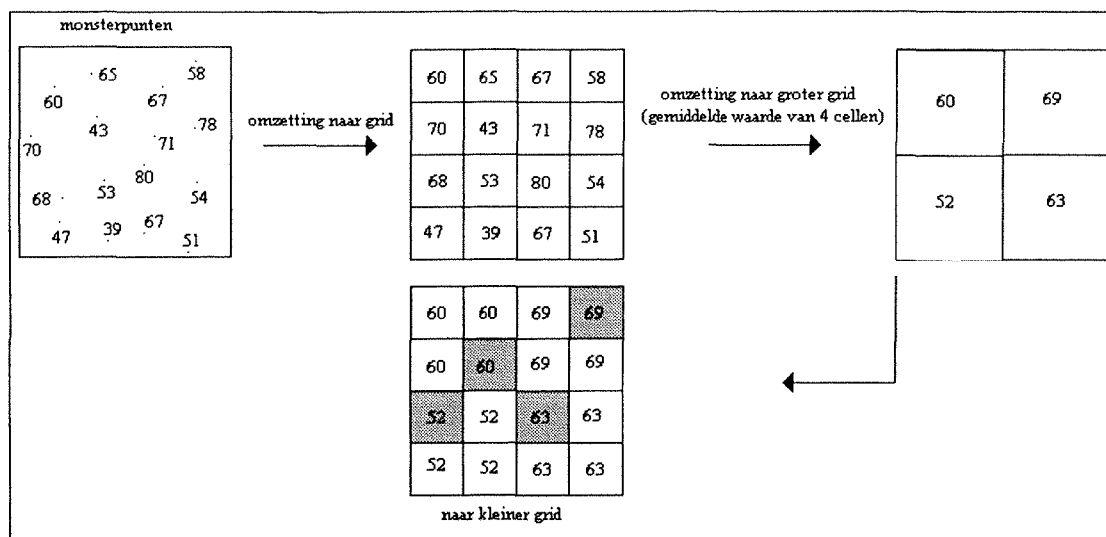 monsterpunten
65 58
60 67
43 78
70 71
68 53 80 54
47 39 67 51
omzetting naar grid
60 65 67 58
70 43 71 78
68 53 80 54
47 39 67 51
omzetting naar groter grid
(gemiddelde waarde van 4 cellen)
60 69
52 63
60 60 69 69
60 60 69 69
52 52 63 63
52 52 63 63
naar kleiner grid